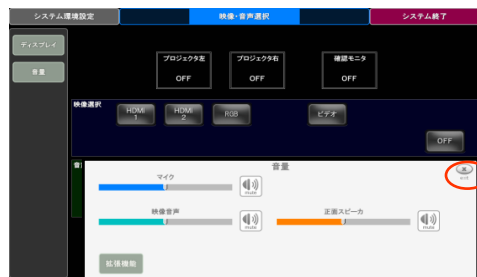 システム環境設定 映像・音声選択 システム終了
ディスプレイ
音量
プロジェクタ左 プロジェクタ右 確認モニタ
OFF OFF OFF
映像選択
HDMI 1 HDMI 2 RGB ビデオ
OFF
音量
マイク
mute
映像音声 正面スピーカ
mute mute
拡張機能